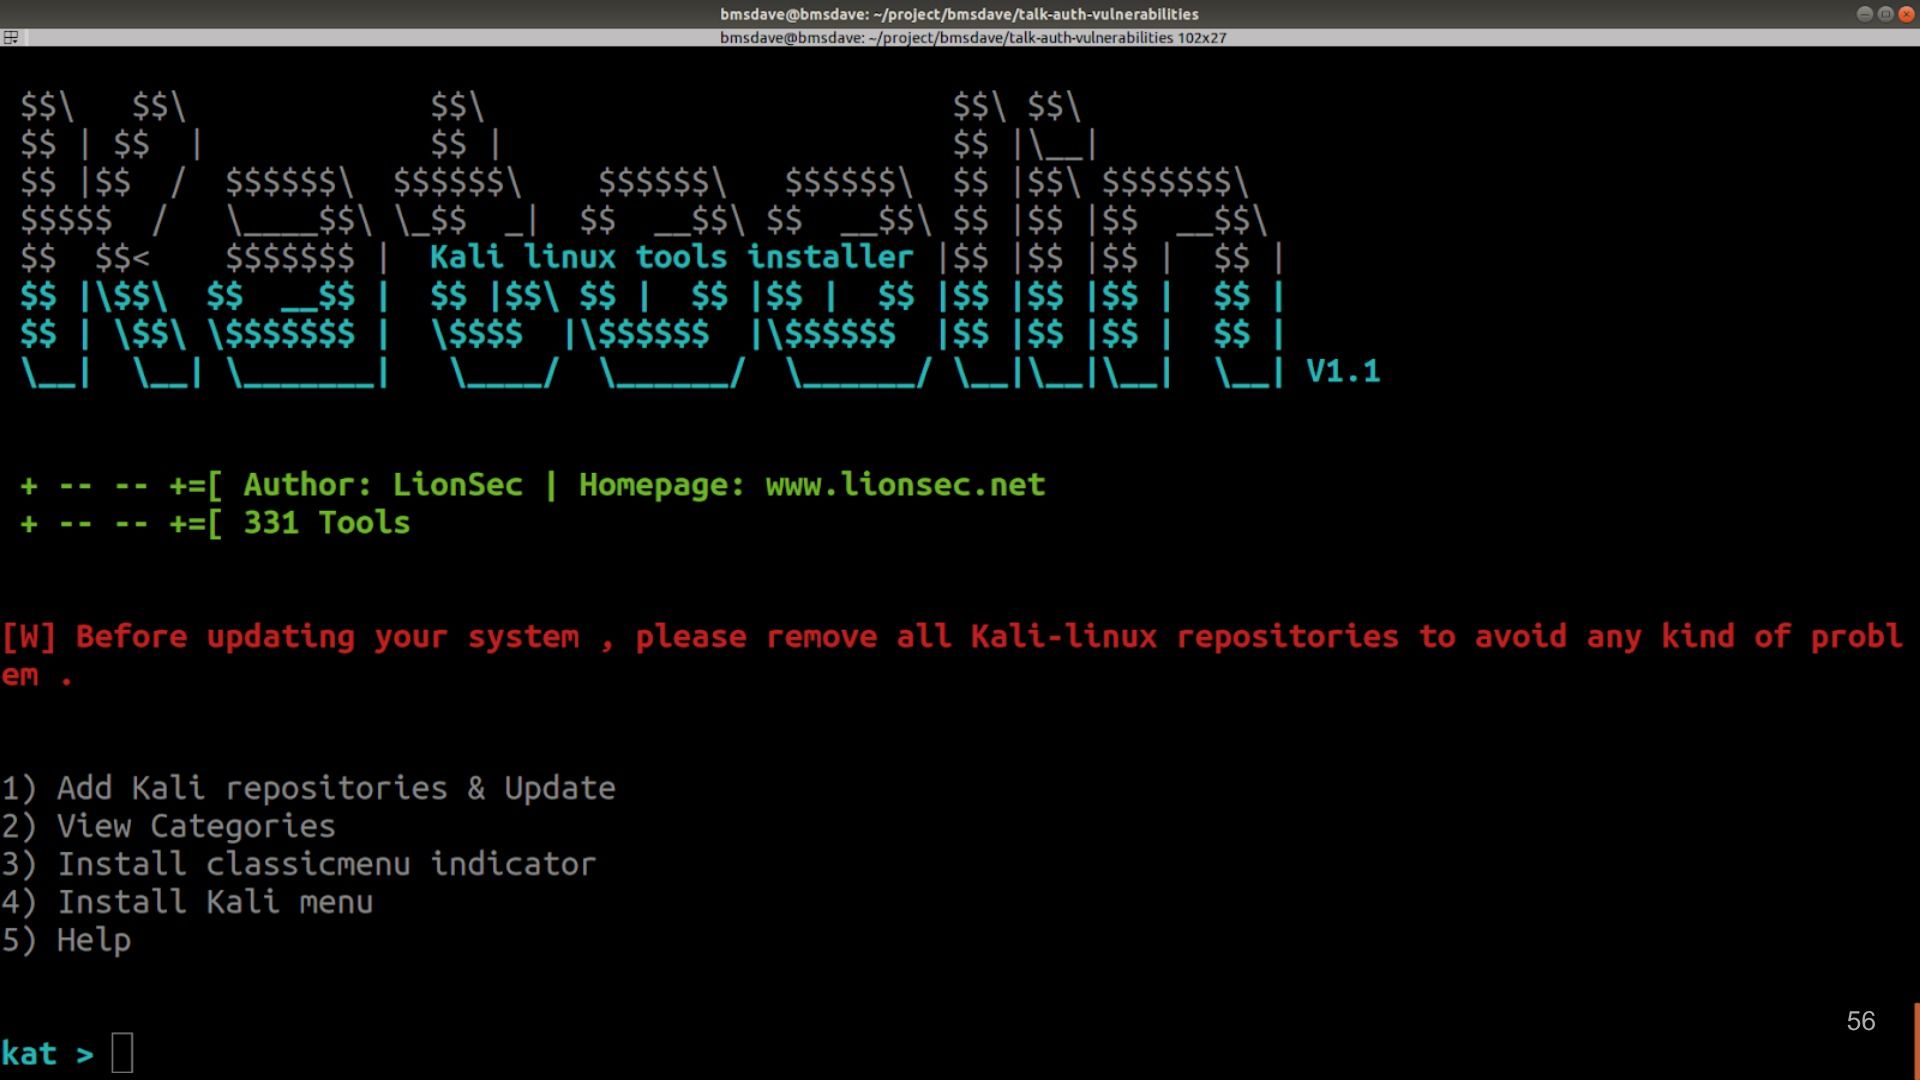 bmsdave@bmsdave: ~/project/bmsdave/talk-auth-vulnerabilities
bmsdave@bmsdave: ~/project/bmsdave/talk-auth-vulnerabilities 102x27
 $$\   $$\             $$\                         $$\ $$\
 $$ | $$  |            $$ |                        $$ |\__|
 $$ |$$  /  $$$$$$\  $$$$$$\    $$$$$$\   $$$$$$\  $$ |$$\ $$$$$$$\
 $$$$$  /   \____$$\ \_$$  _|  $$  __$$\ $$  __$$\ $$ |$$ |$$  __$$\
 $$  $$<    $$$$$$$ |  Kali linux tools installer |$$ |$$ |$$ |  $$ |
 $$ |\$$\  $$  __$$ |  $$ |$$\ $$ |  $$ |$$ |  $$ |$$ |$$ |$$ |  $$ |
 $$ | \$$\ \$$$$$$$ |  \$$$$  |\$$$$$$  |\$$$$$$  |$$ |$$ |$$ |  $$ |
 \__|  \__| \_______|   \____/  \______/  \______/ \__|\__|\__|  \__| V1.1
+ -- -- +=[ Author: LionSec | Homepage: www.lionsec.net
+ -- -- +=[ 331 Tools
[W] Before updating your system , please remove all Kali-linux repositories to avoid any kind of probl
em .
1) Add Kali repositories & Update
2) View Categories
3) Install classicmenu indicator
4) Install Kali menu
5) Help
56
kat >